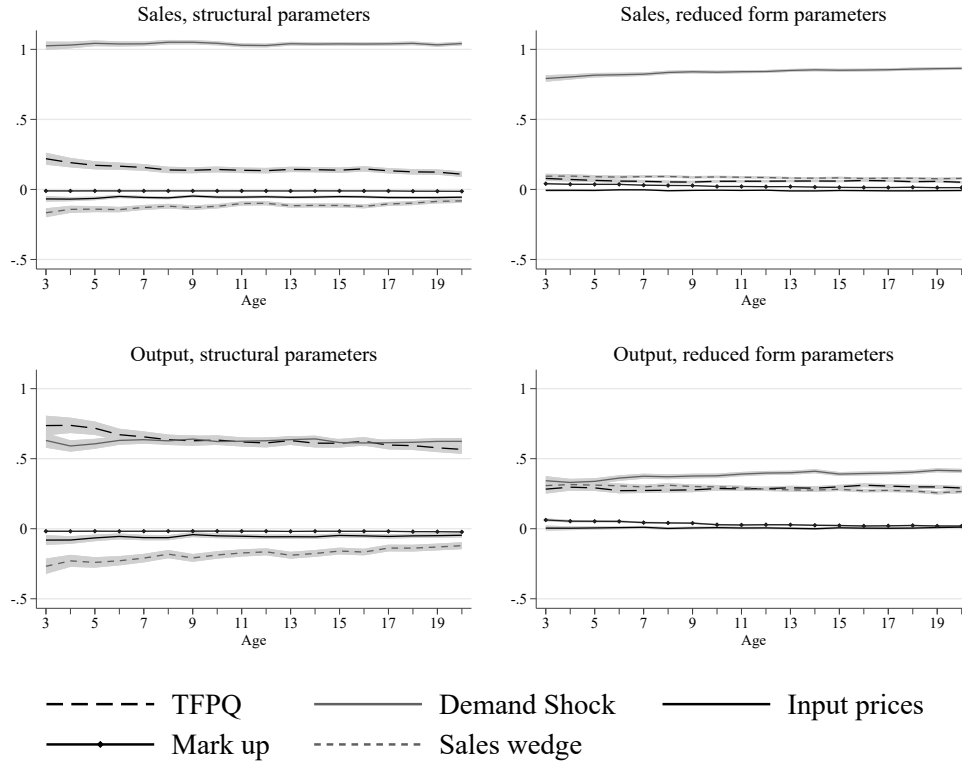 Sales, structural parameters
1
.5
0
-.5
3 5 7 9 11 13 15 17 19
Age
Sales, reduced form parameters
1
.5
0
-.5
3 5 7 9 11 13 15 17 19
Age
Output, structural parameters
1
.5
0
-.5
3 5 7 9 11 13 15 17 19
Age
Output, reduced form parameters
1
.5
0
-.5
3 5 7 9 11 13 15 17 19
Age
TFPQ Demand Shock Input prices
Mark up Sales wedge